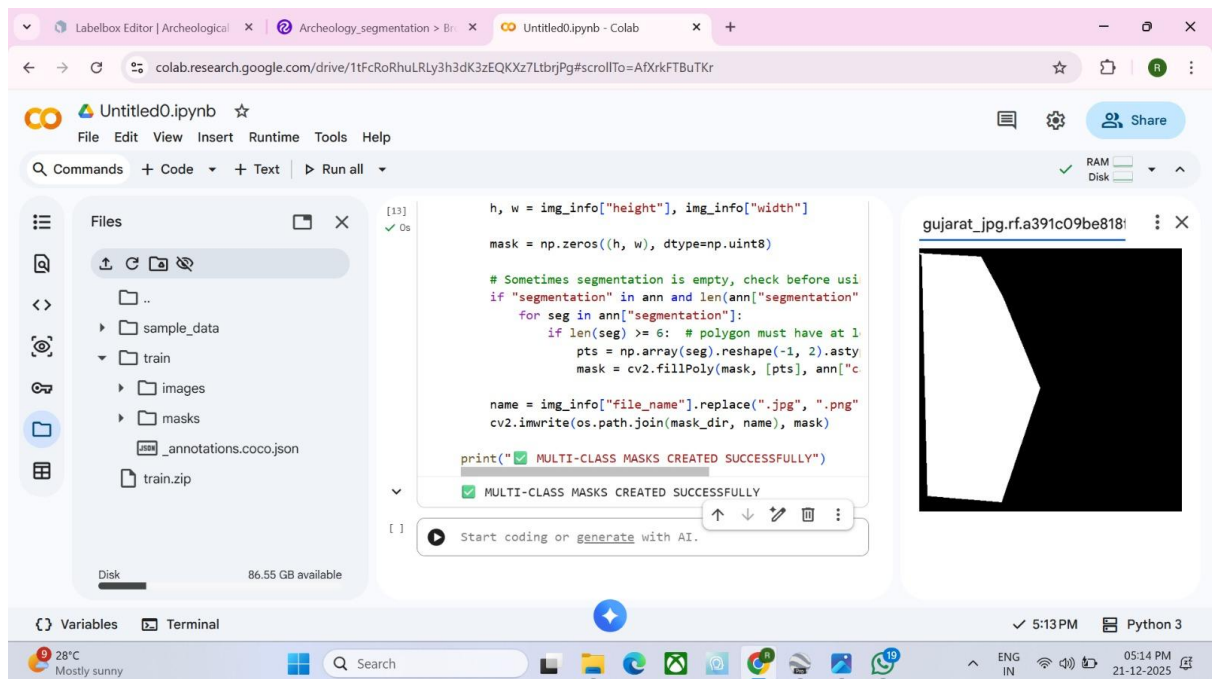 Labelbox Editor | Archeological
Archeology_segmentation > Br
Untitled0.ipynb - Colab
colab.research.google.com/drive/1tFcRoRhuLRLy3h3dK3zEQKXz7LtbrjPg#scrollTo=AfXrkFTBuTKr
R
Untitled0.ipynb
File Edit View Insert Runtime Tools Help
Share
Commands + Code + Text Run all
RAM
Disk
Files
..
sample_data
train
images
masks
_annotations.coco.json
train.zip
Disk 86.55 GB available
[13]
0s
h, w = img_info["height"], img_info["width"]
mask = np.zeros((h, w), dtype=np.uint8)
# Sometimes segmentation is empty, check before usi
if "segmentation" in ann and len(ann["segmentation"
for seg in ann["segmentation"]:
if len(seg) >= 6: # polygon must have at l
pts = np.array(seg).reshape(-1, 2).asty
mask = cv2.fillPoly(mask, [pts], ann["c
name = img_info["file_name"].replace(".jpg", ".png"
cv2.imwrite(os.path.join(mask_dir, name), mask)
print("✅ MULTI-CLASS MASKS CREATED SUCCESSFULLY")
✅ MULTI-CLASS MASKS CREATED SUCCESSFULLY
[ ]
Start coding or generate with AI.
gujarat_jpg.rf.a391c09be818
Variables Terminal
5:13 PM Python 3
9
28°C
Mostly sunny
Search
19
ENG
IN
05:14 PM
21-12-2025